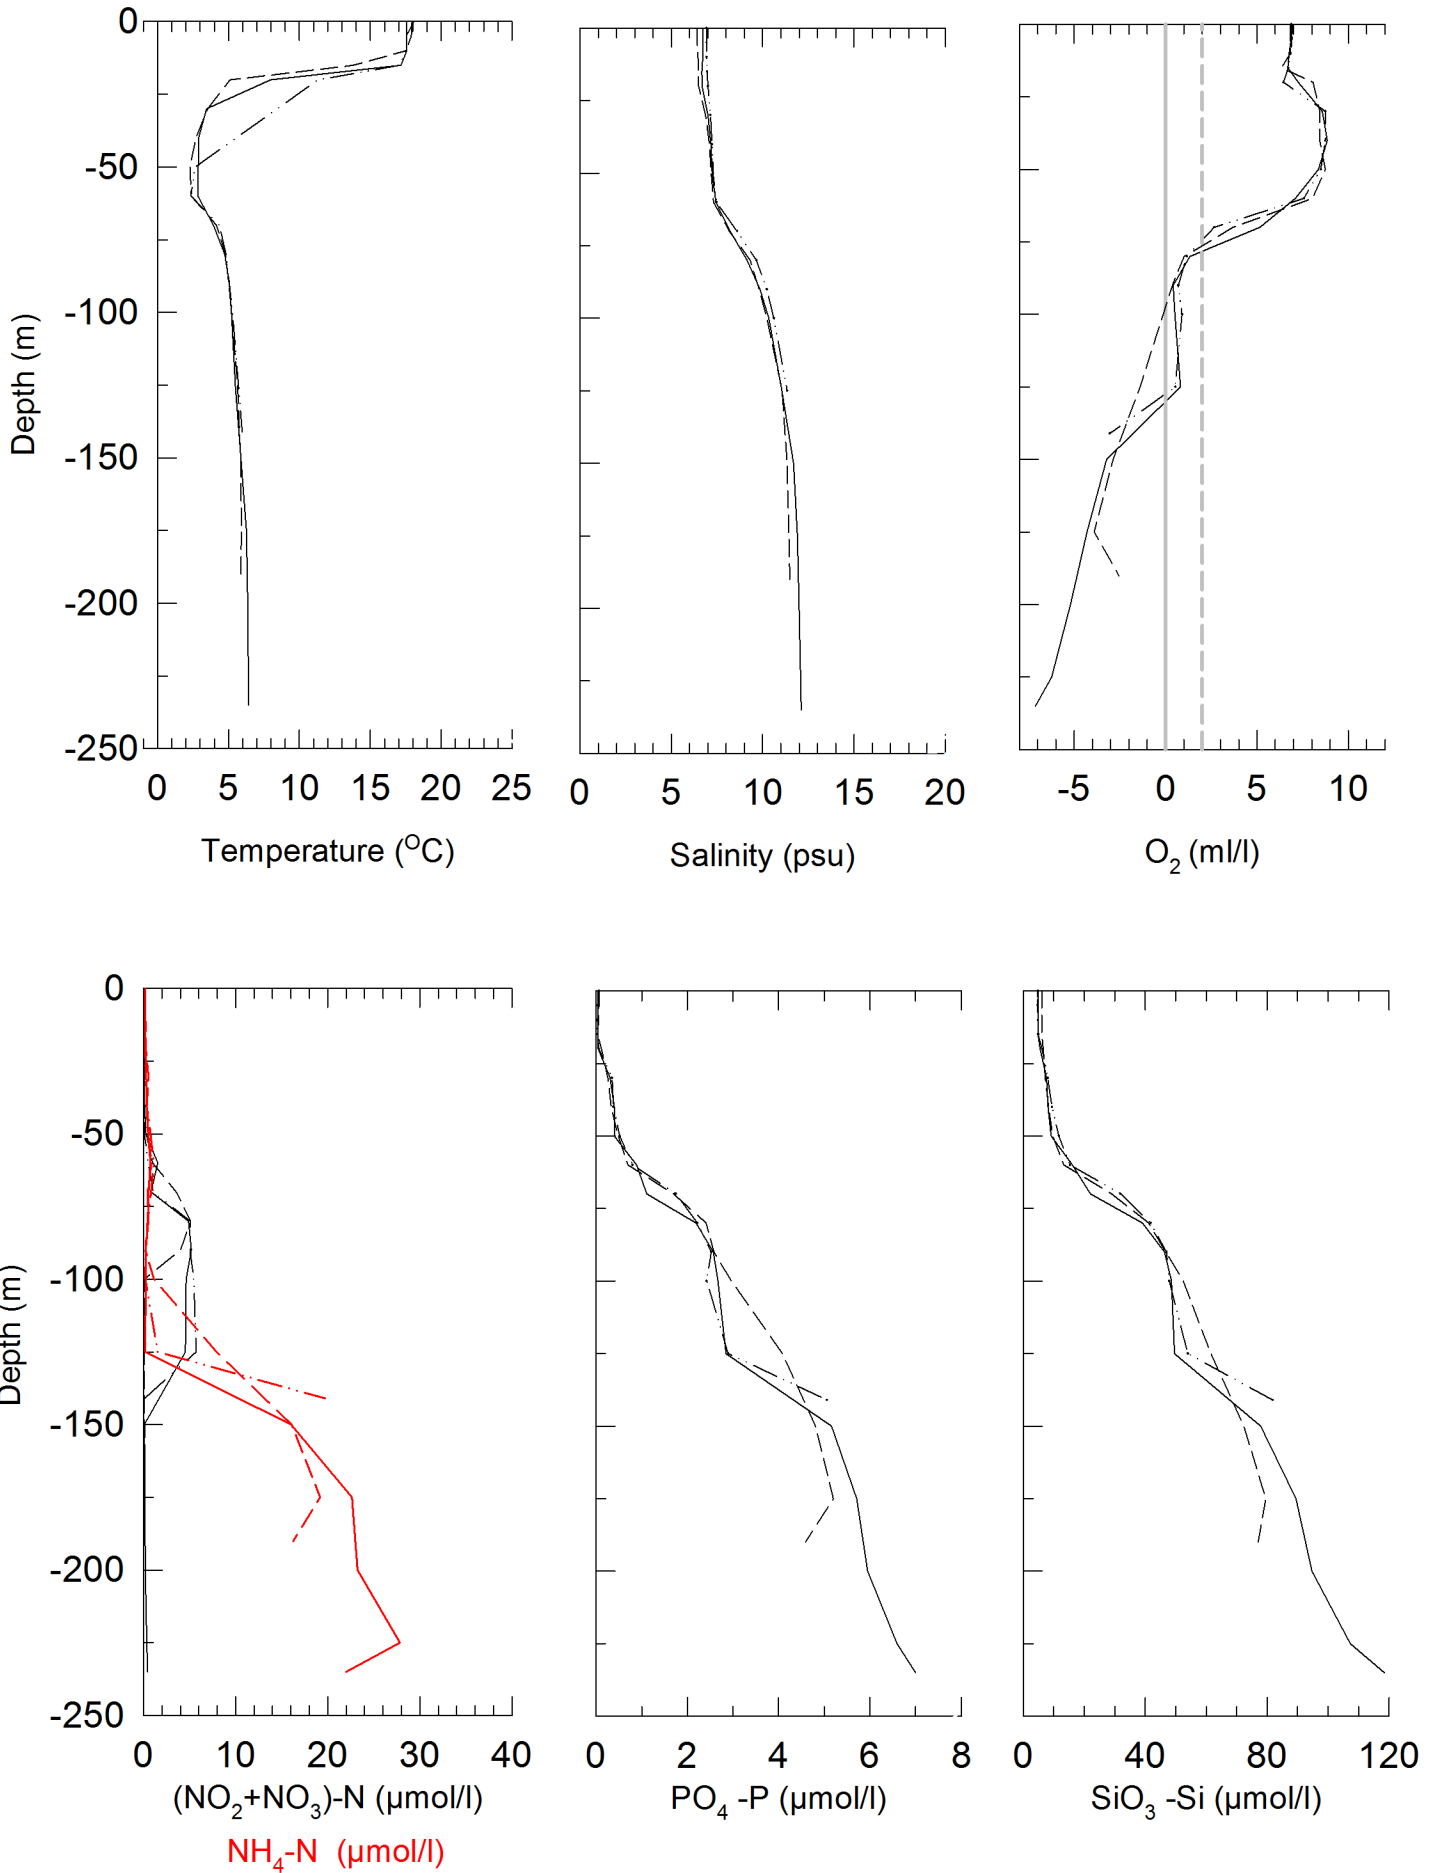 0
-50
-100
-150
-200
-250
Depth (m)
0 5 10 15 20 25
Temperature (°C)
0 5 10 15 20
Salinity (psu)
-5 0 5 10
O₂ (ml/l)
0
-50
-100
-150
-200
-250
Depth (m)
0 10 20 30 40
(NO₂+NO₃)-N (µmol/l)
NH₄-N (µmol/l)
0 2 4 6 8
PO₄ -P (µmol/l)
0 40 80 120
SiO₃ -Si (µmol/l)